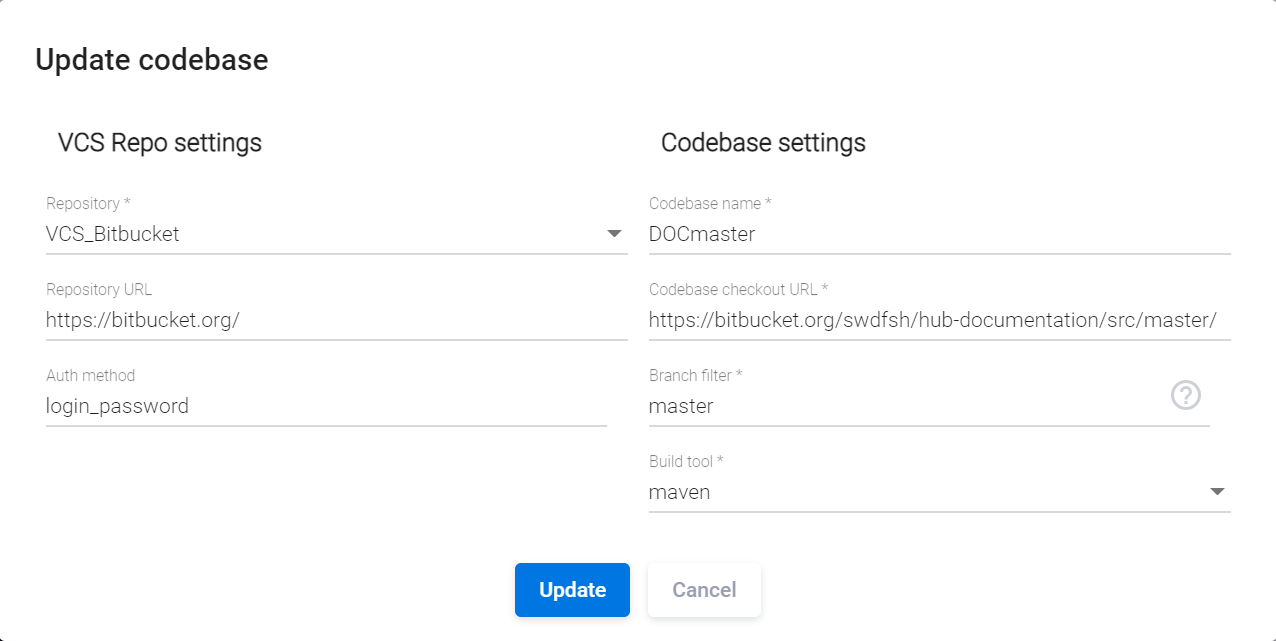 Update codebase
VCS Repo settings
Repository *
VCS_Bitbucket
Repository URL
https://bitbucket.org/
Auth method
login_password
Codebase settings
Codebase name *
DOCmaster
Codebase checkout URL *
https://bitbucket.org/swdfsh/hub-documentation/src/master/
Branch filter *
master
?
Build tool *
maven
Update
Cancel